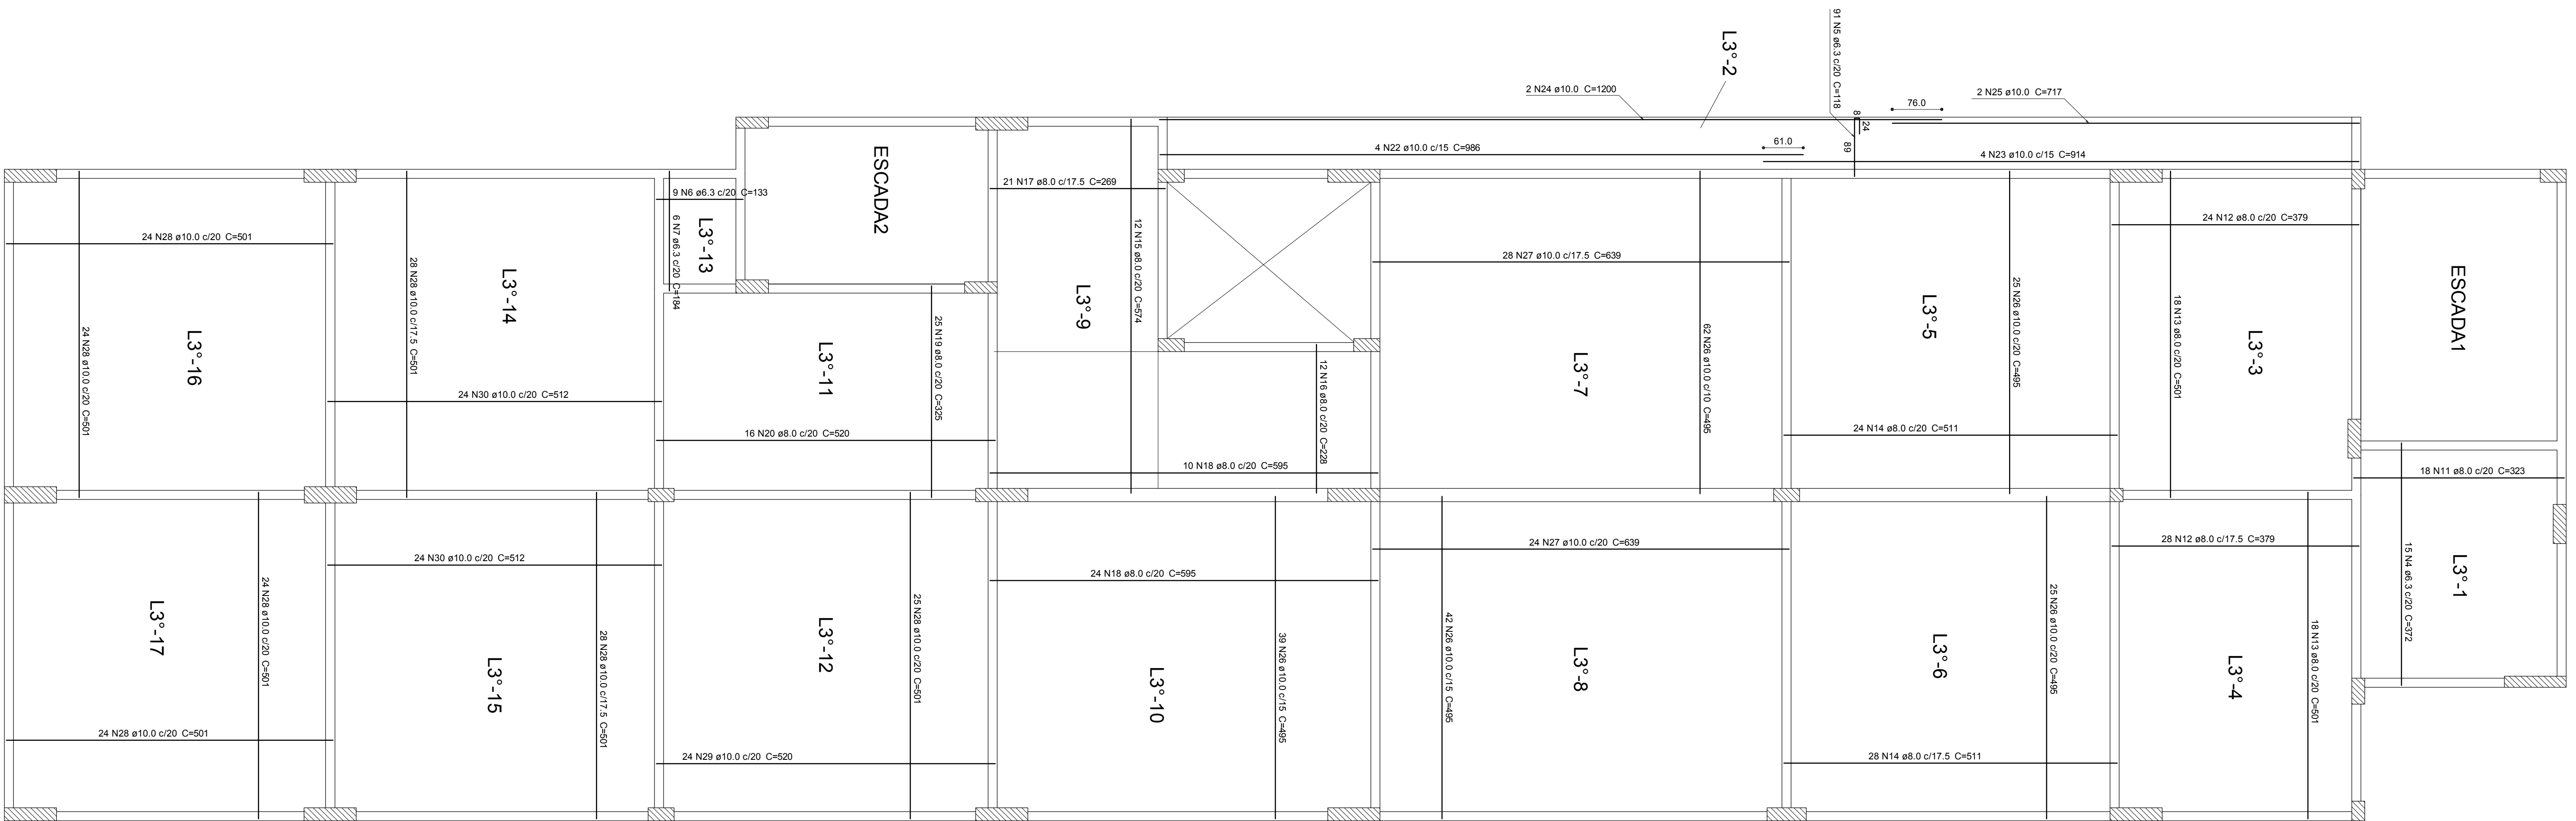 91 N5 ø6.3 c/20 C=118
L3°-2
2 N24 ø10.0 C=1200
76.0
2 N25 ø10.0 C=717
8
24
89
61.0
4 N22 ø10.0 c/15 C=986
4 N23 ø10.0 c/15 C=914
ESCADA2
21 N17 ø8.0 c/17.5 C=269
9 N6 ø6.3 c/20 C=133
6 N7 ø6.3 c/20 C=184
L3°-13
12 N15 ø8.0 c/20 C=574
24 N12 ø8.0 c/20 C=379
24 N28 ø10.0 c/20 C=501
28 N27 ø10.0 c/17.5 C=639
28 N28 ø10.0 c/17.5 C=501
L3°-14
L3°-9
25 N26 ø10.0 c/20 C=495
L3°-5
18 N13 ø8.0 c/20 C=501
ESCADA1
24 N28 ø10.0 c/20 C=501
L3°-16
25 N19 ø8.0 c/20 C=325
L3°-11
12 N16 ø8.0 c/20 C=228
L3°-7
62 N26 ø10.0 c/10 C=495
L3°-3
24 N30 ø10.0 c/20 C=512
16 N20 ø8.0 c/20 C=520
24 N14 ø8.0 c/20 C=511
10 N18 ø8.0 c/20 C=595
18 N11 ø8.0 c/20 C=323
24 N30 ø10.0 c/20 C=512
24 N18 ø8.0 c/20 C=595
24 N27 ø10.0 c/20 C=639
28 N12 ø8.0 c/17.5 C=379
15 N4 ø6.3 c/20 C=372
L3°-1
24 N28 ø10.0 c/20 C=501
L3°-17
28 N28 ø10.0 c/17.5 C=501
L3°-15
25 N28 ø10.0 c/20 C=501
L3°-12
39 N26 ø10.0 c/15 C=495
L3°-10
42 N26 ø10.0 c/15 C=495
L3°-8
25 N26 ø10.0 c/20 C=495
L3°-6
18 N13 ø8.0 c/20 C=501
L3°-4
24 N28 ø10.0 c/20 C=501
24 N29 ø10.0 c/20 C=520
28 N14 ø8.0 c/17.5 C=511